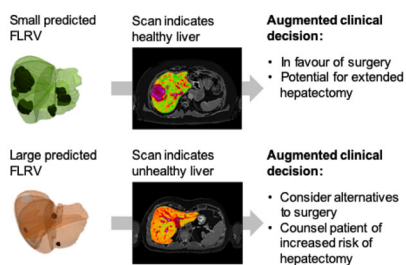 Small predicted
FLRV
Scan indicates
healthy liver
Augmented clinical
decision:
• In favour of surgery
• Potential for extended
hepatectomy
Large predicted
FLRV
Scan indicates
unhealthy liver
Augmented clinical
decision:
• Consider alternatives
to surgery
• Counsel patient of
increased risk of
hepatectomy